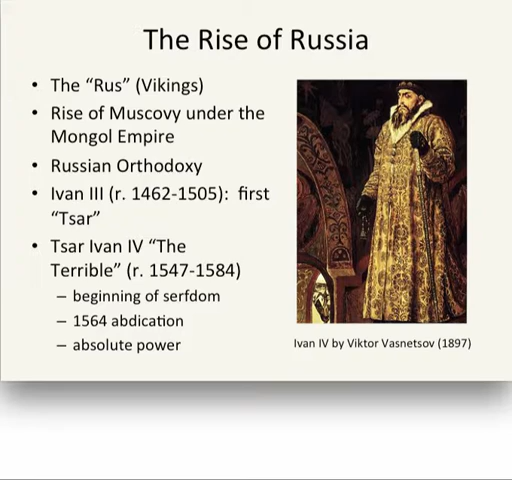 The Rise of Russia
• The “Rus” (Vikings)
• Rise of Muscovy under the
Mongol Empire
• Russian Orthodoxy
• Ivan III (r. 1462-1505):  first
“Tsar”
• Tsar Ivan IV “The
Terrible” (r. 1547-1584)
– beginning of serfdom
– 1564 abdication
– absolute power
Ivan IV by Viktor Vasnetsov (1897)